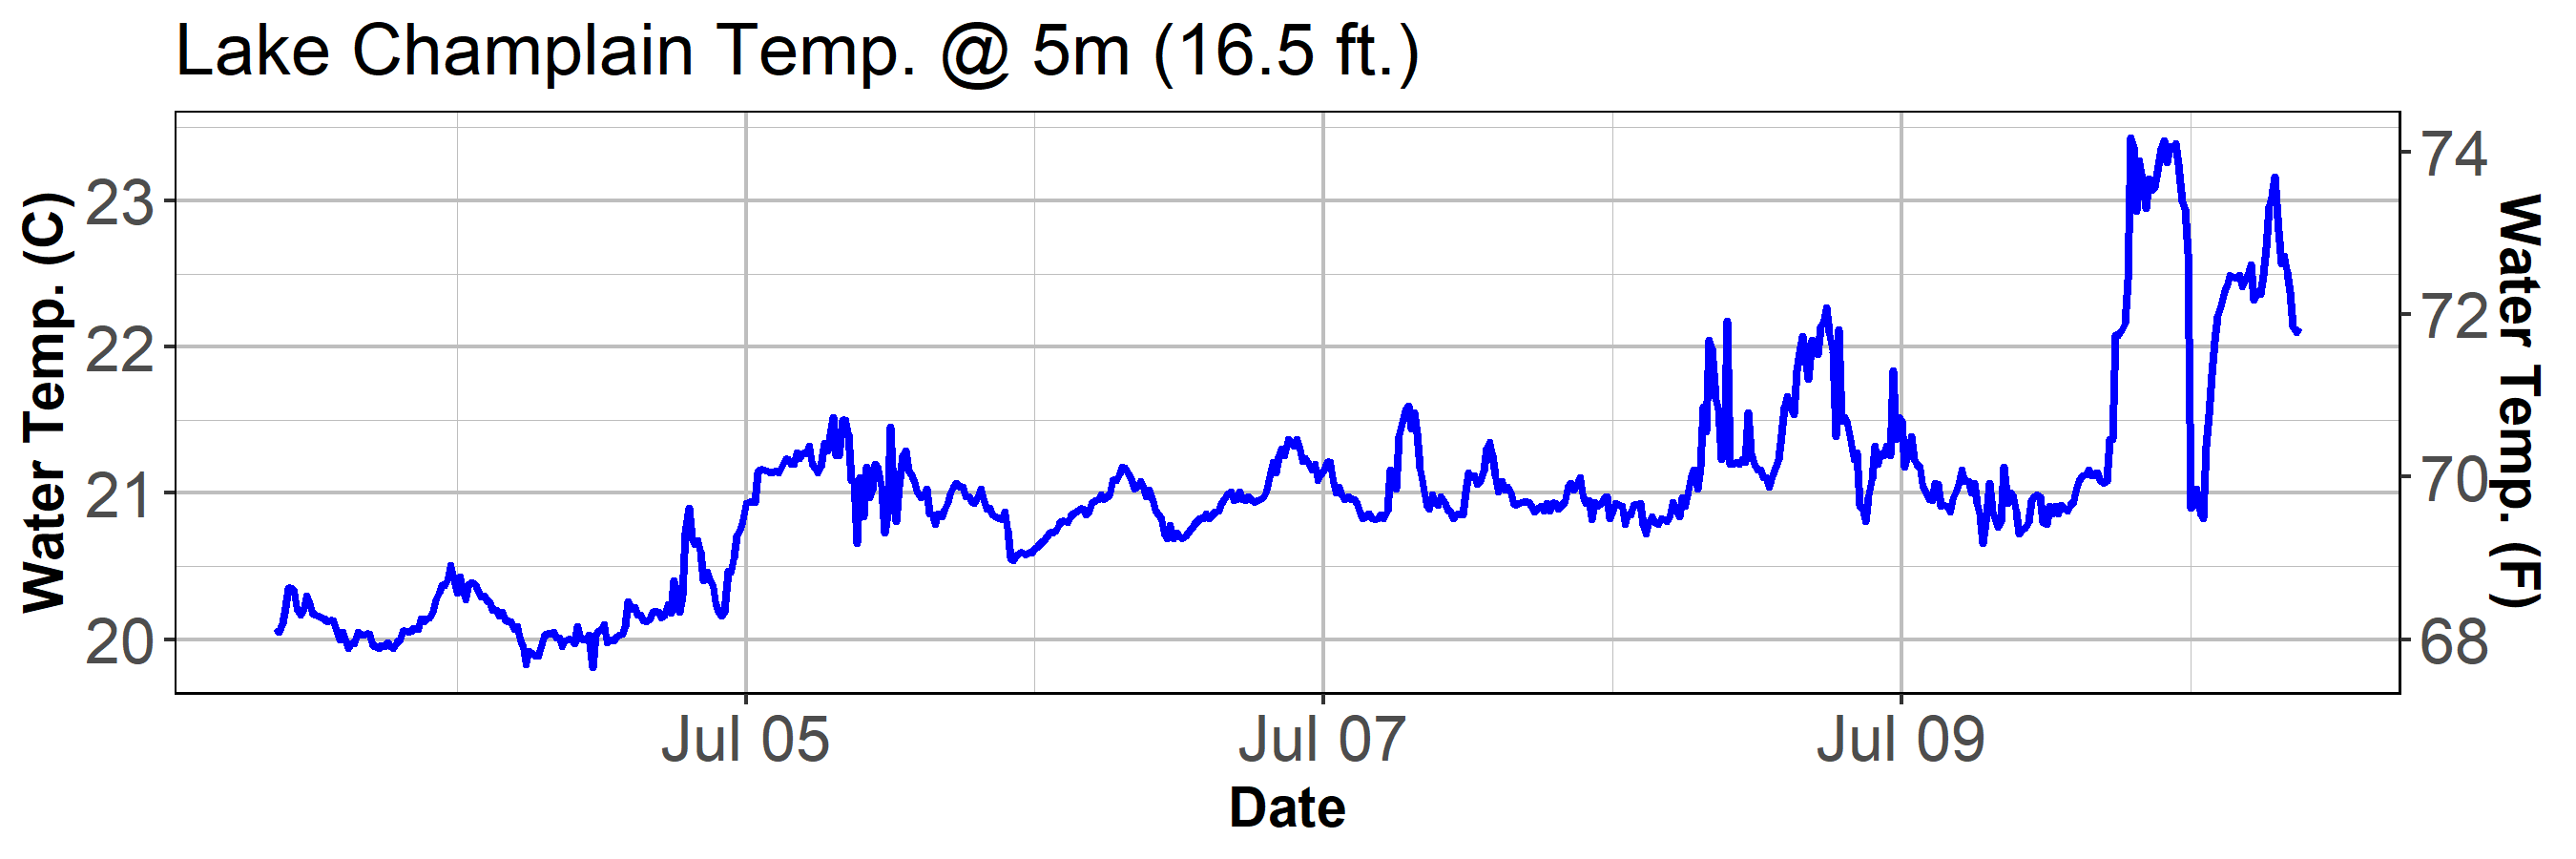 Lake Champlain Temp. @ 5m (16.5 ft.)
Water Temp. (C)
23
22
21
20
74
72
70
68
Water Temp. (F)
Jul 05 Jul 07 Jul 09
Date